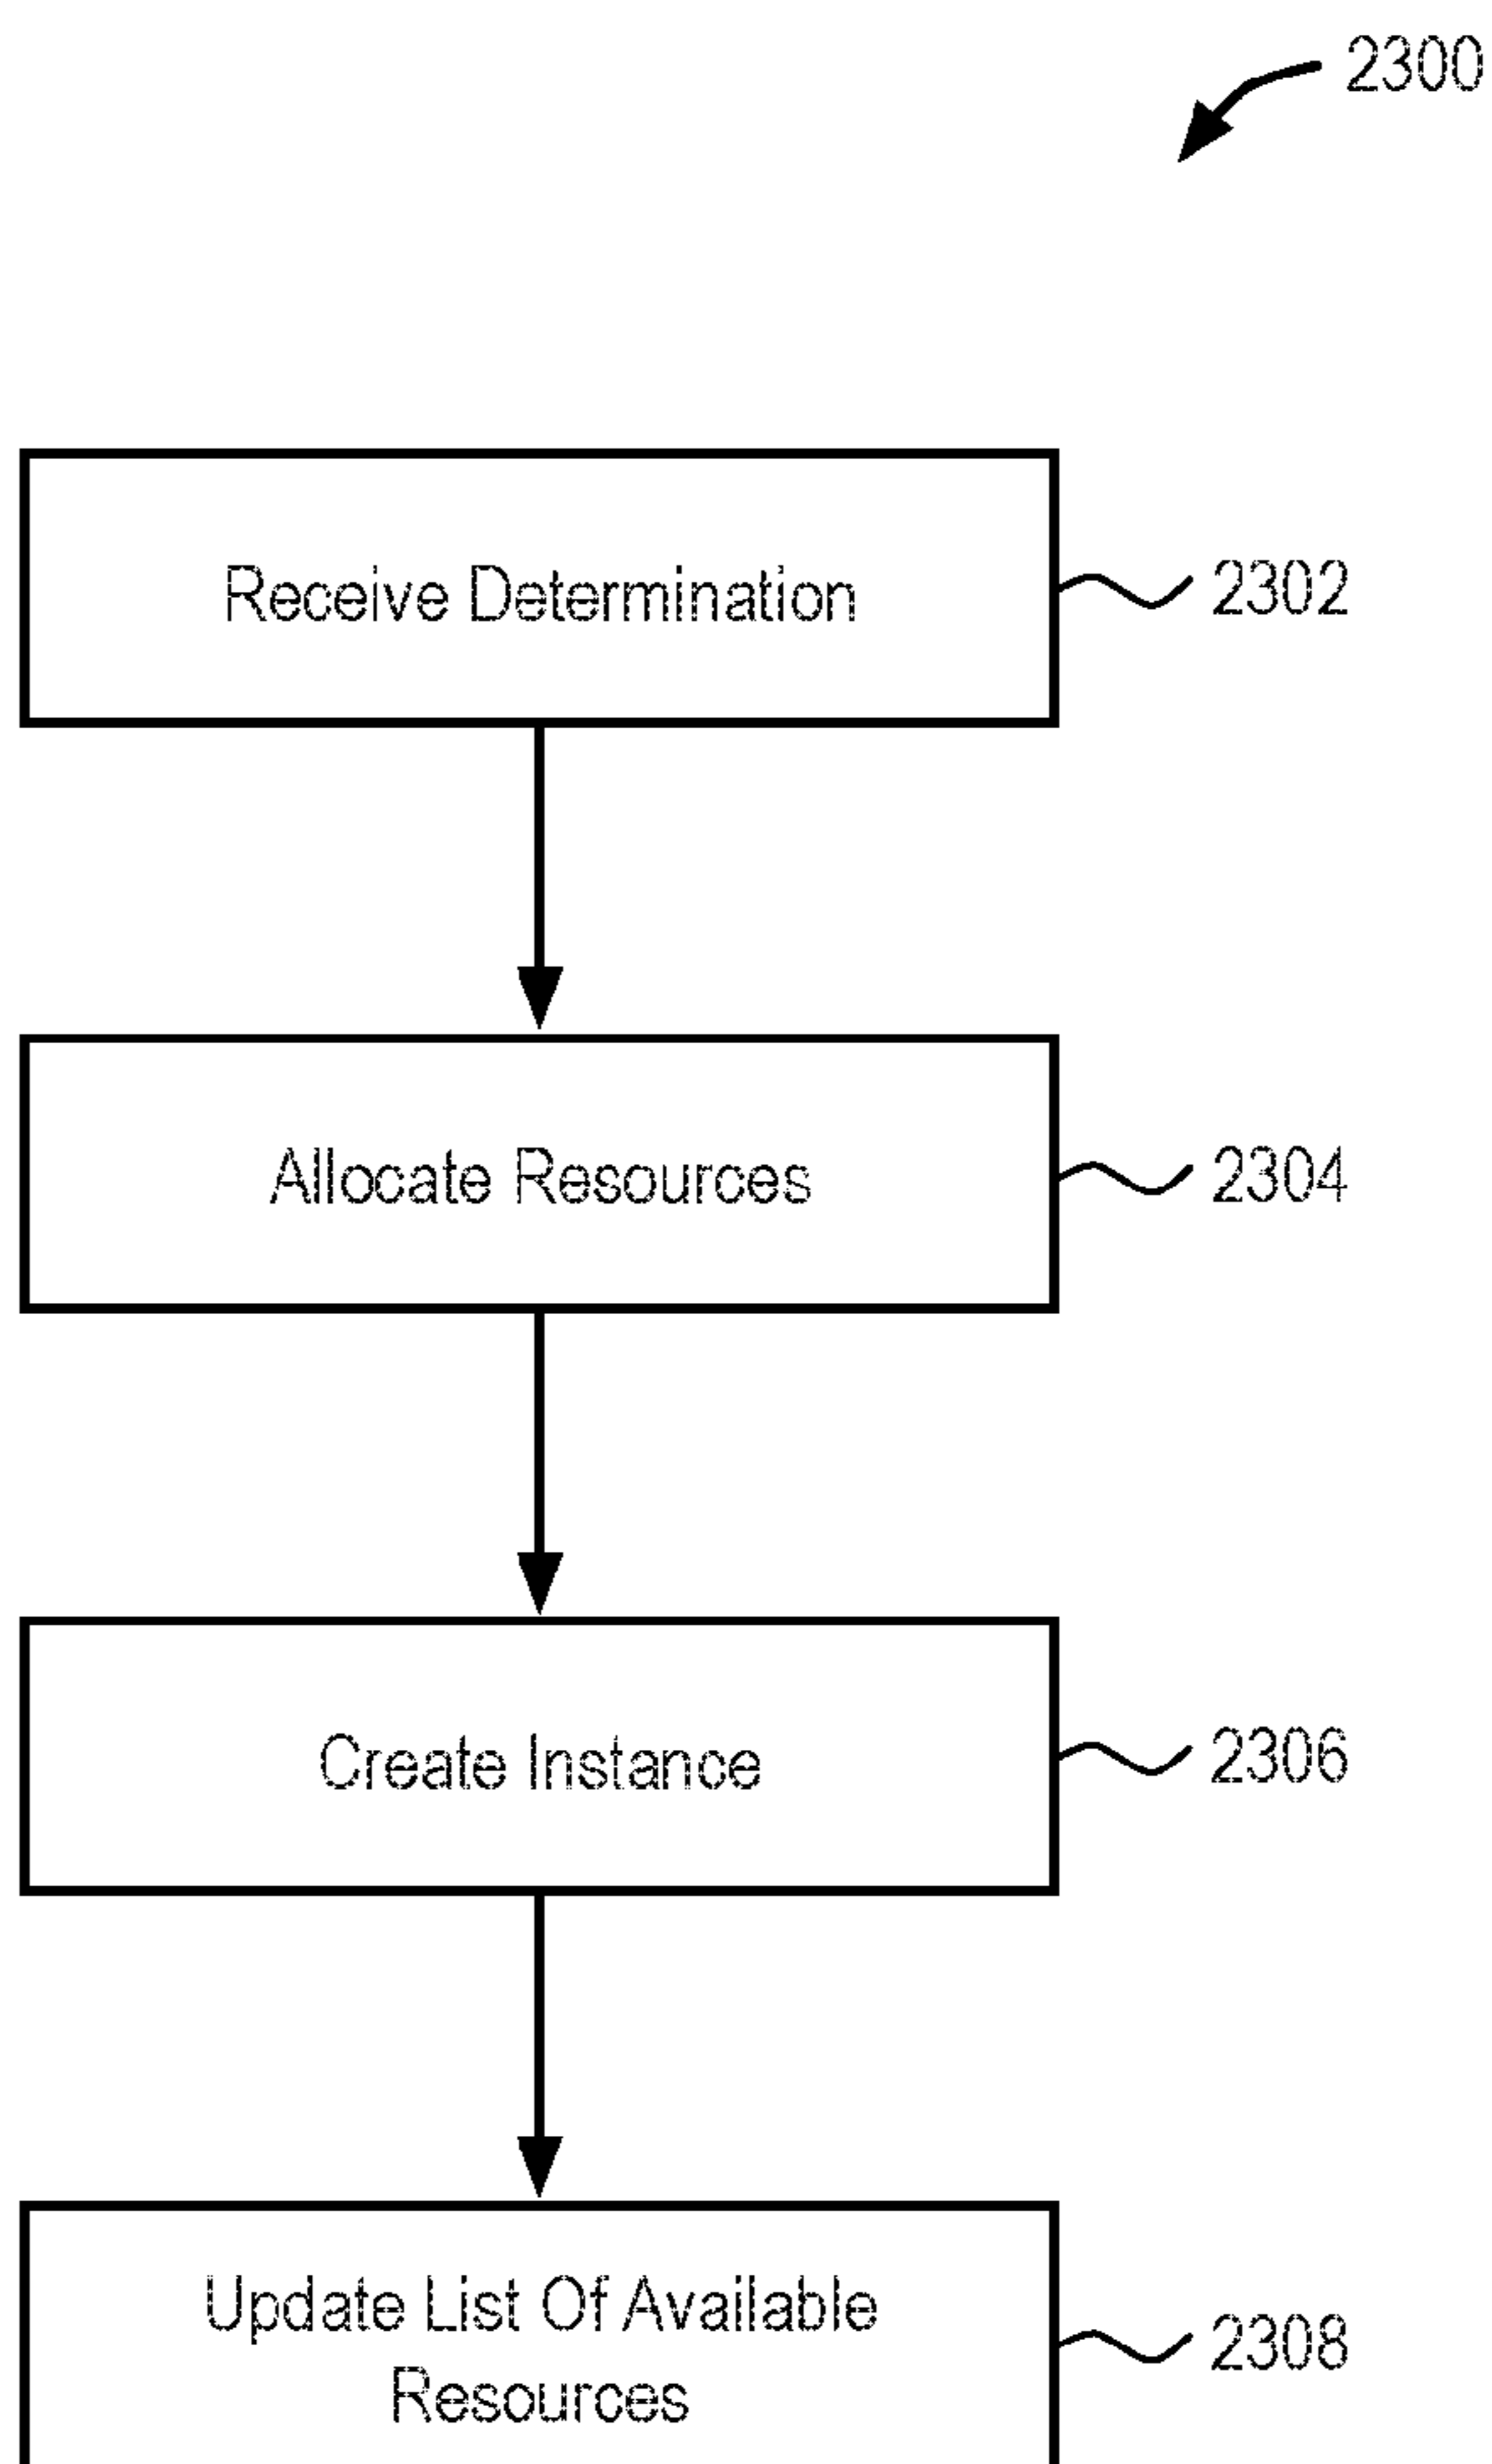 2300
Receive Determination
2302
Allocate Resources
2304
Create Instance
2306
Update List Of Available
Resources
2308